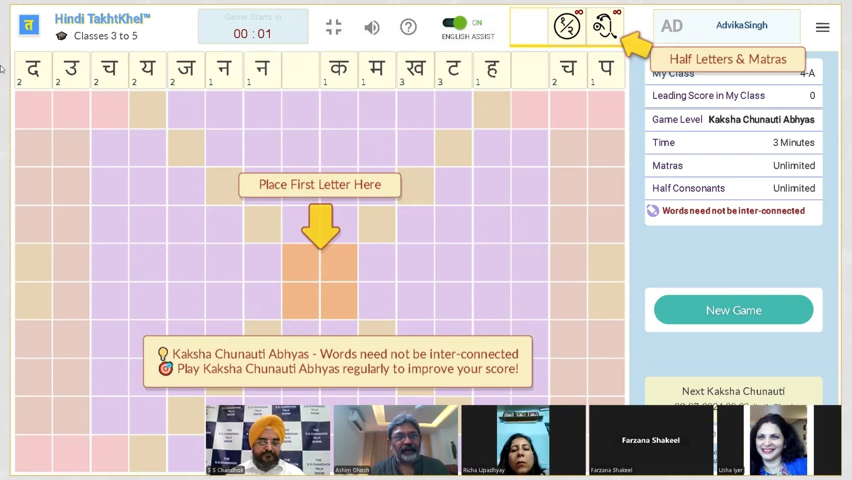 त
Hindi TakhtKhel™
Classes 3 to 5
Game Starts in
00 : 01
ON
ENGLISH ASSIST
AD
AdvikaSingh
Half Letters & Matras
द उ च य ज न न क म ख ट ह च प
2 2 2 2 2 1 2 1 1 3 2 1 2 1
My Class 4-A
Leading Score in My Class 0
Game Level Kaksha Chunauti Abhyas
Time 3 Minutes
Matras Unlimited
Half Consonants Unlimited
Words need not be inter-connected
Place First Letter Here
New Game
Kaksha Chunauti Abhyas - Words need not be inter-connected
Play Kaksha Chunauti Abhyas regularly to improve your score!
Next Kaksha Chunauti
S S Chandhok
Ashim Ghosh
Richa Upadhyay
Farzana Shakeel
Farzana Shakeel
Usha Iyer